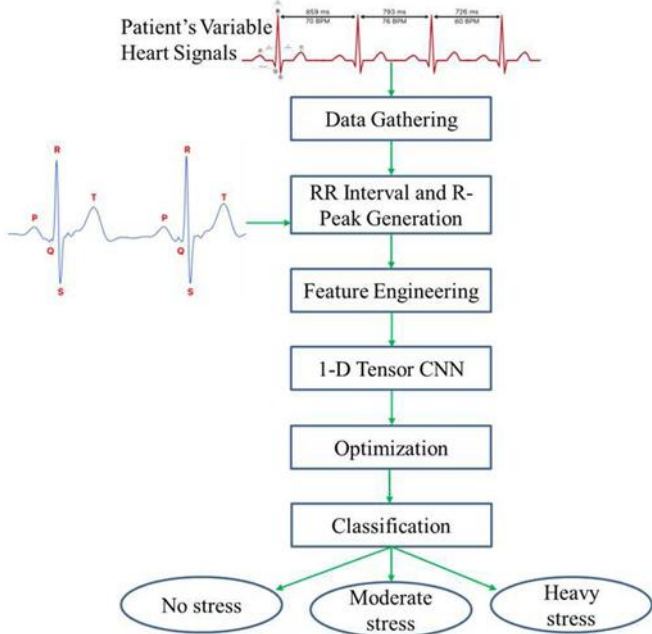 Patient's Variable
Heart Signals
859 ms 793 ms 726 ms
70 BPM 76 BPM 80 BPM
Data Gathering
RR Interval and R-
Peak Generation
R R
P T P T
Q Q
S S
Feature Engineering
1-D Tensor CNN
Optimization
Classification
No stress
Moderate
stress
Heavy
stress